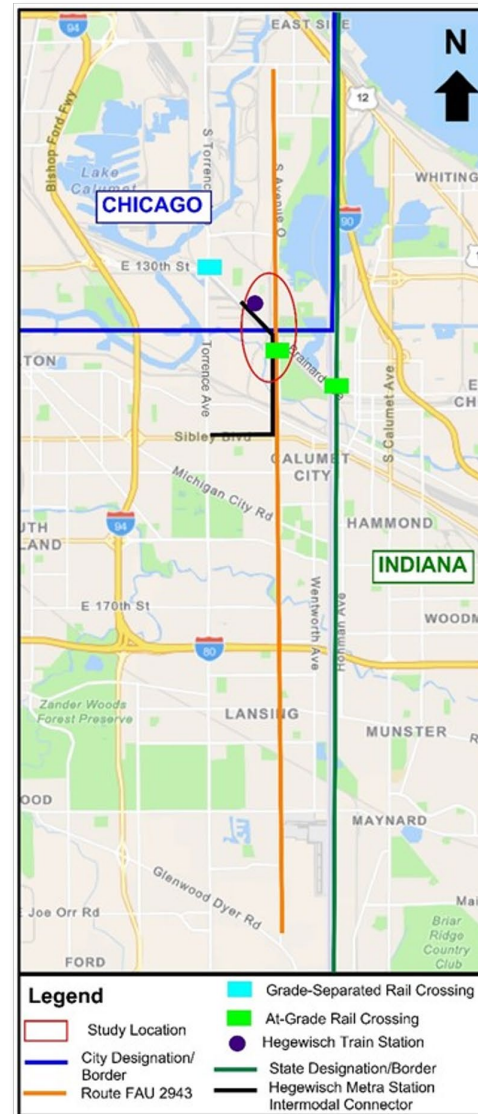 94
EAST SIDE
N
12
Bishop Ford Fwy
S Torrenc
S Avenue O
Lake
Calumet
WHITING
CHICAGO
90
E 130th St
LTON
Torrence Ave
Brainard
S Calumet Ave
Sibley Blvd
CALUMET
CITY
Michigan City Rd
94
HAMMOND
UTH
LAND
INDIANA
E 170th St
Wentworth Ave
Hohman Ave
WOODM
80
Zander Woods
Forest Preserve
LANSING
MUNSTER
OOD
MAYNARD
Glenwood Dyer Rd
E Joe Orr Rd
Mai
Briar
Ridge
Country
Club
FORD
Legend
Study Location
City Designation/
Border
Route FAU 2943
Grade-Separated Rail Crossing
At-Grade Rail Crossing
Hegewisch Train Station
State Designation/Border
Hegewisch Metra Station
Intermodal Connector